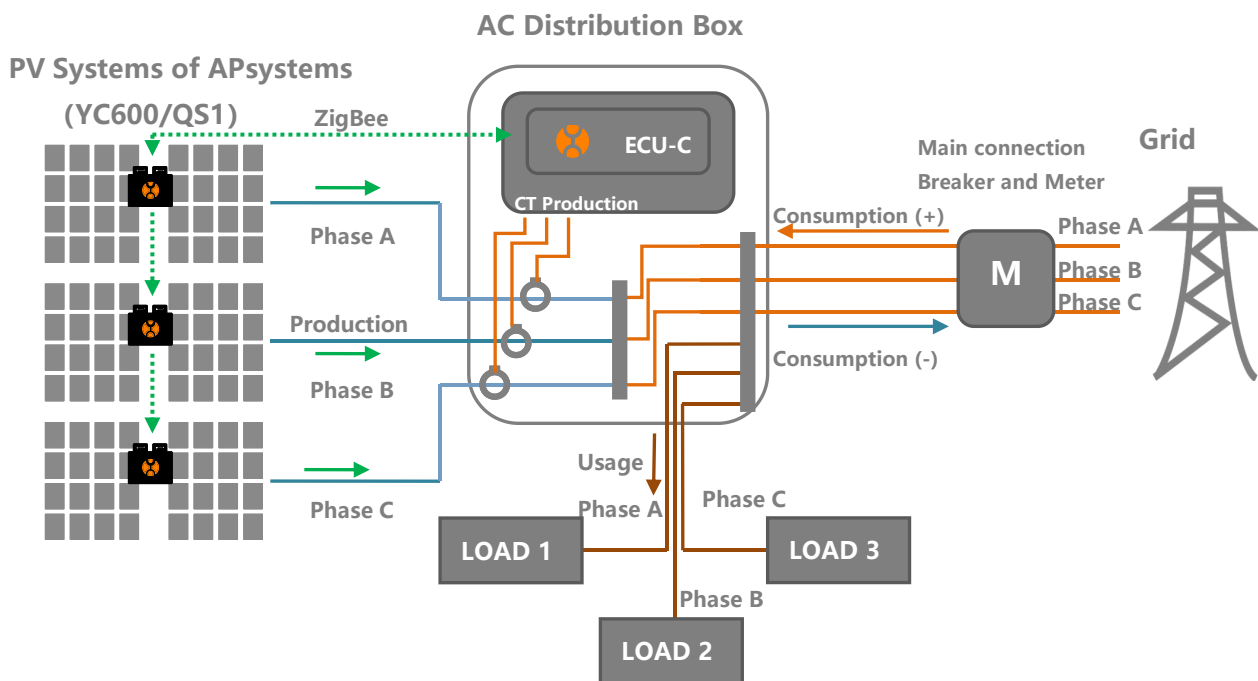 AC Distribution Box
PV Systems of APsystems
(YC600/QS1)
ZigBee
ECU-C
CT Production
Main connection
Breaker and Meter
Grid
Consumption (+)
Phase A
Phase A
M
Phase B
Phase C
Production
Phase B
Consumption (-)
Usage
Phase C
Phase A
Phase C
LOAD 1
LOAD 3
Phase B
LOAD 2